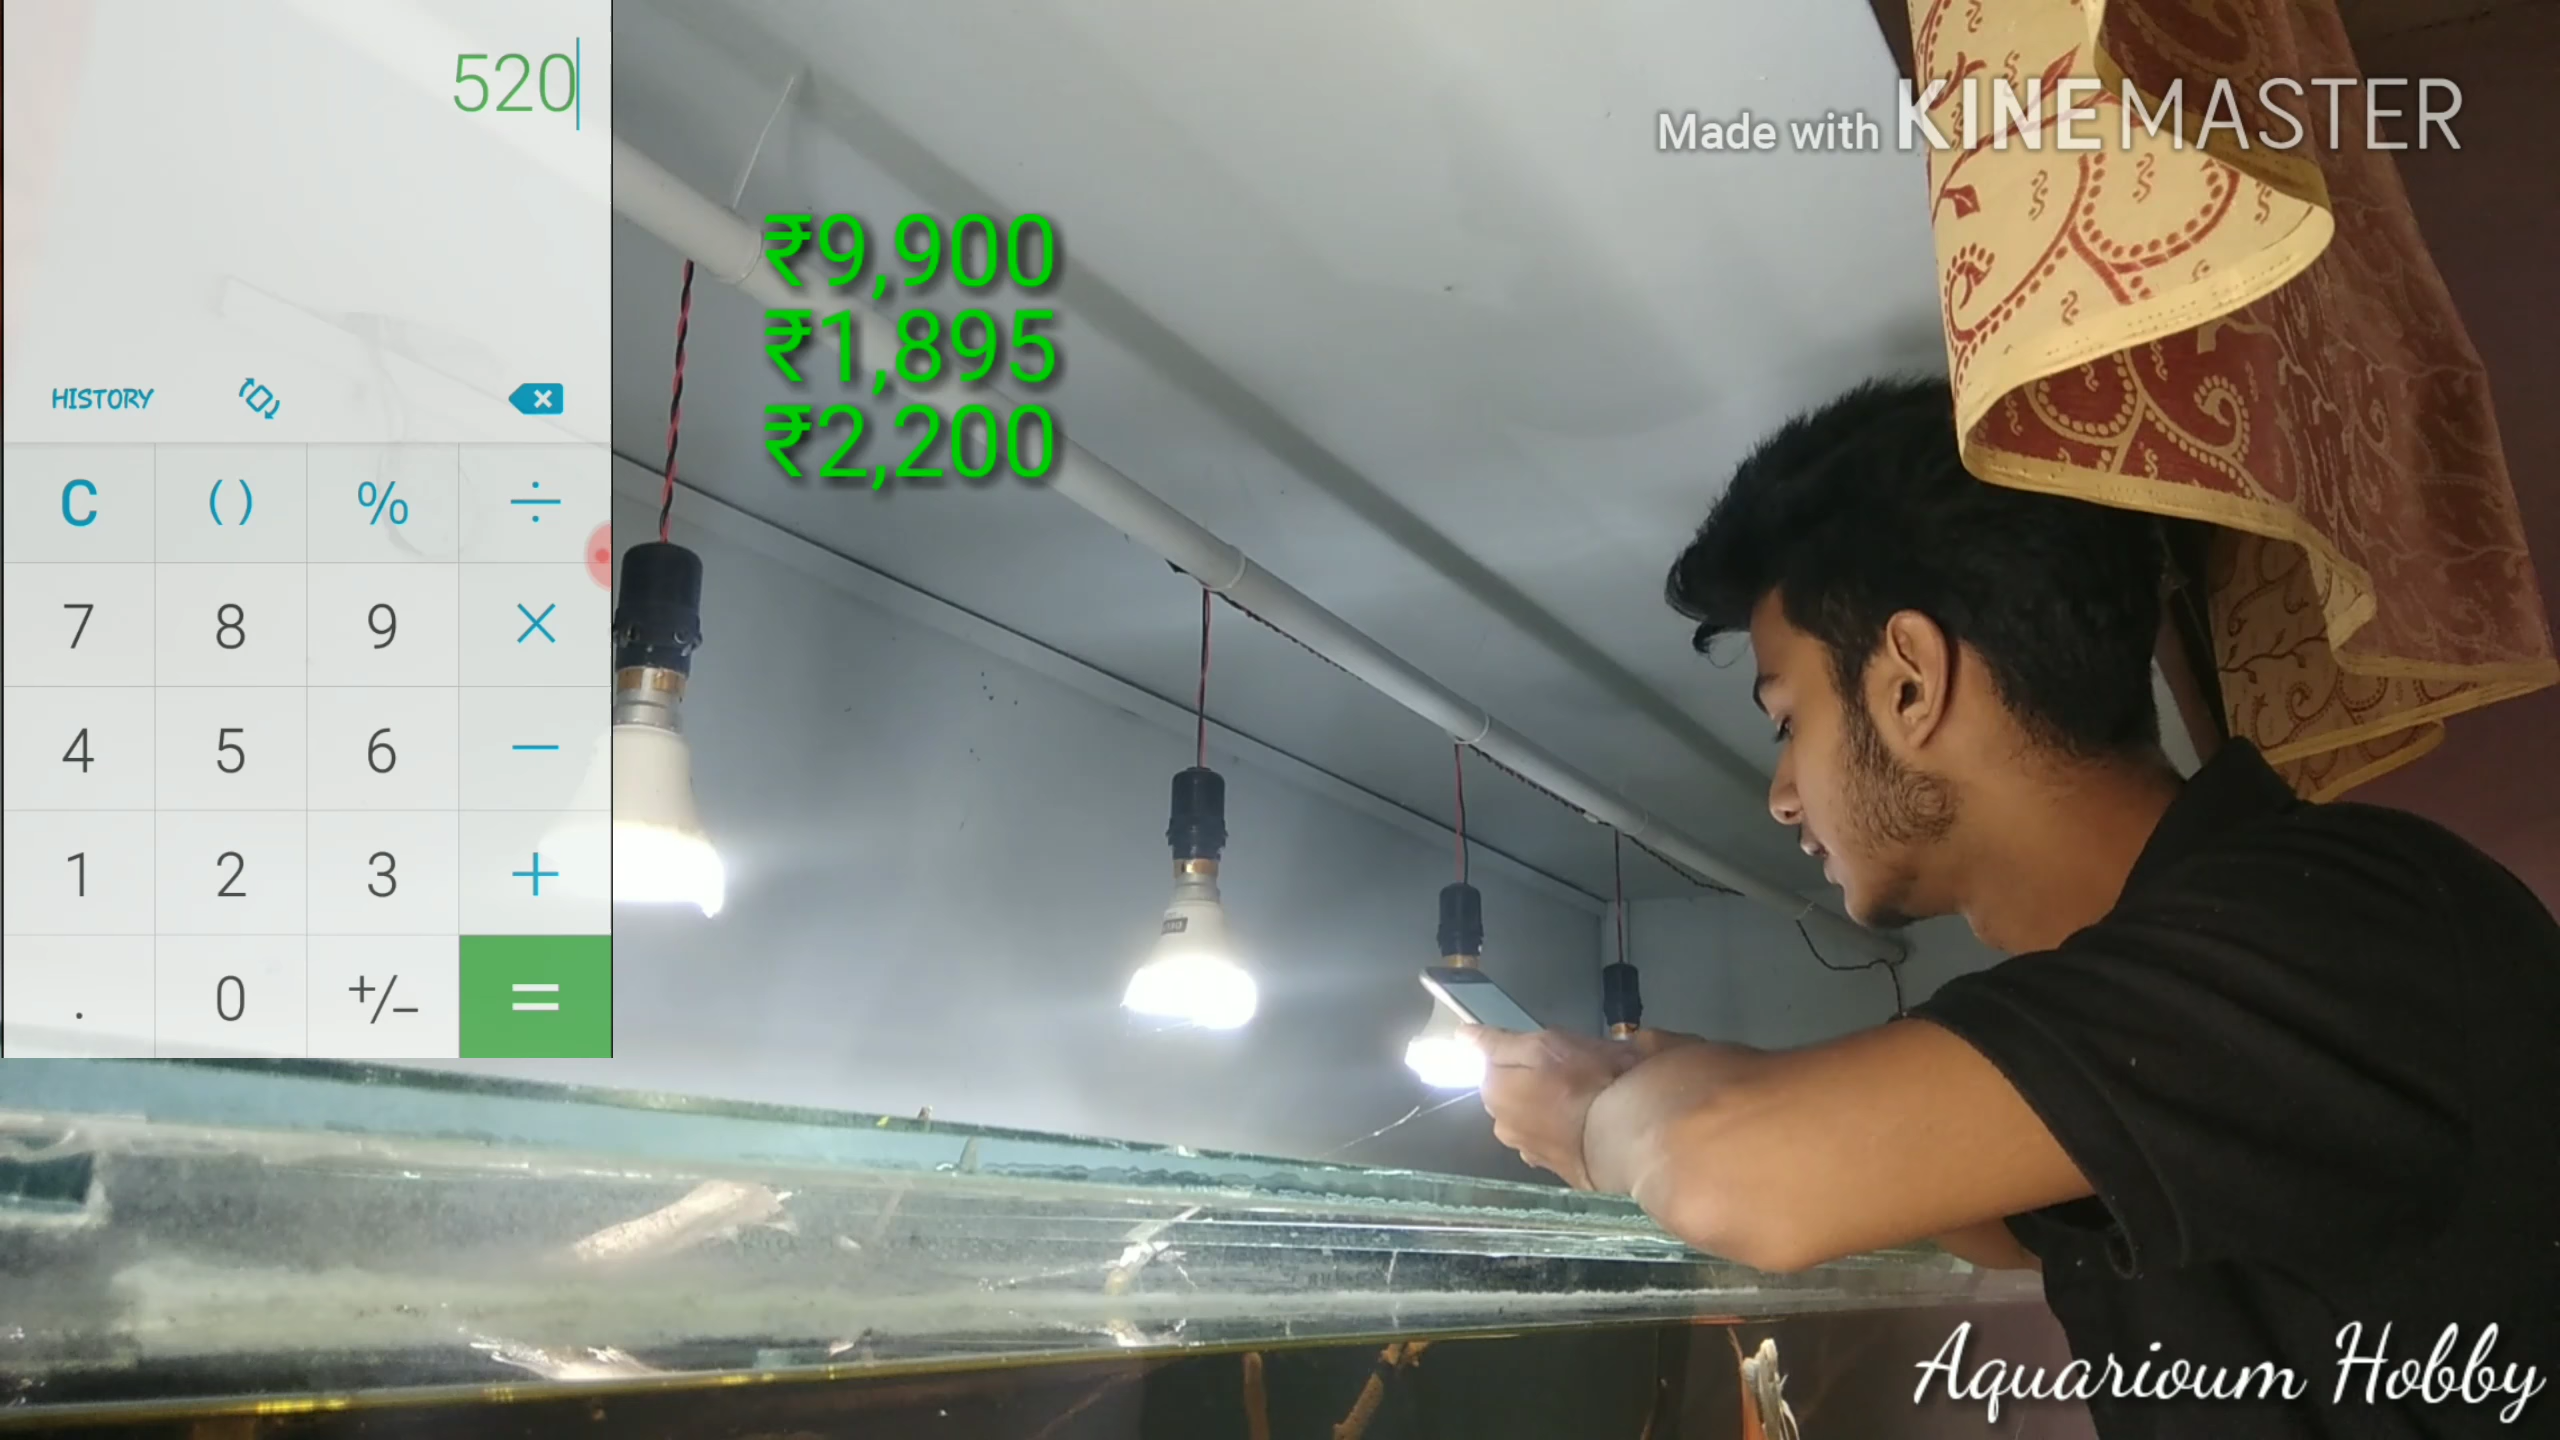 520
HISTORY
C ( ) % ÷
7 8 9 ×
4 5 6 −
1 2 3 +
. 0 +/− =
₹9,900
₹1,895
₹2,200
Made with KINEMASTER
Aquarioum Hobby